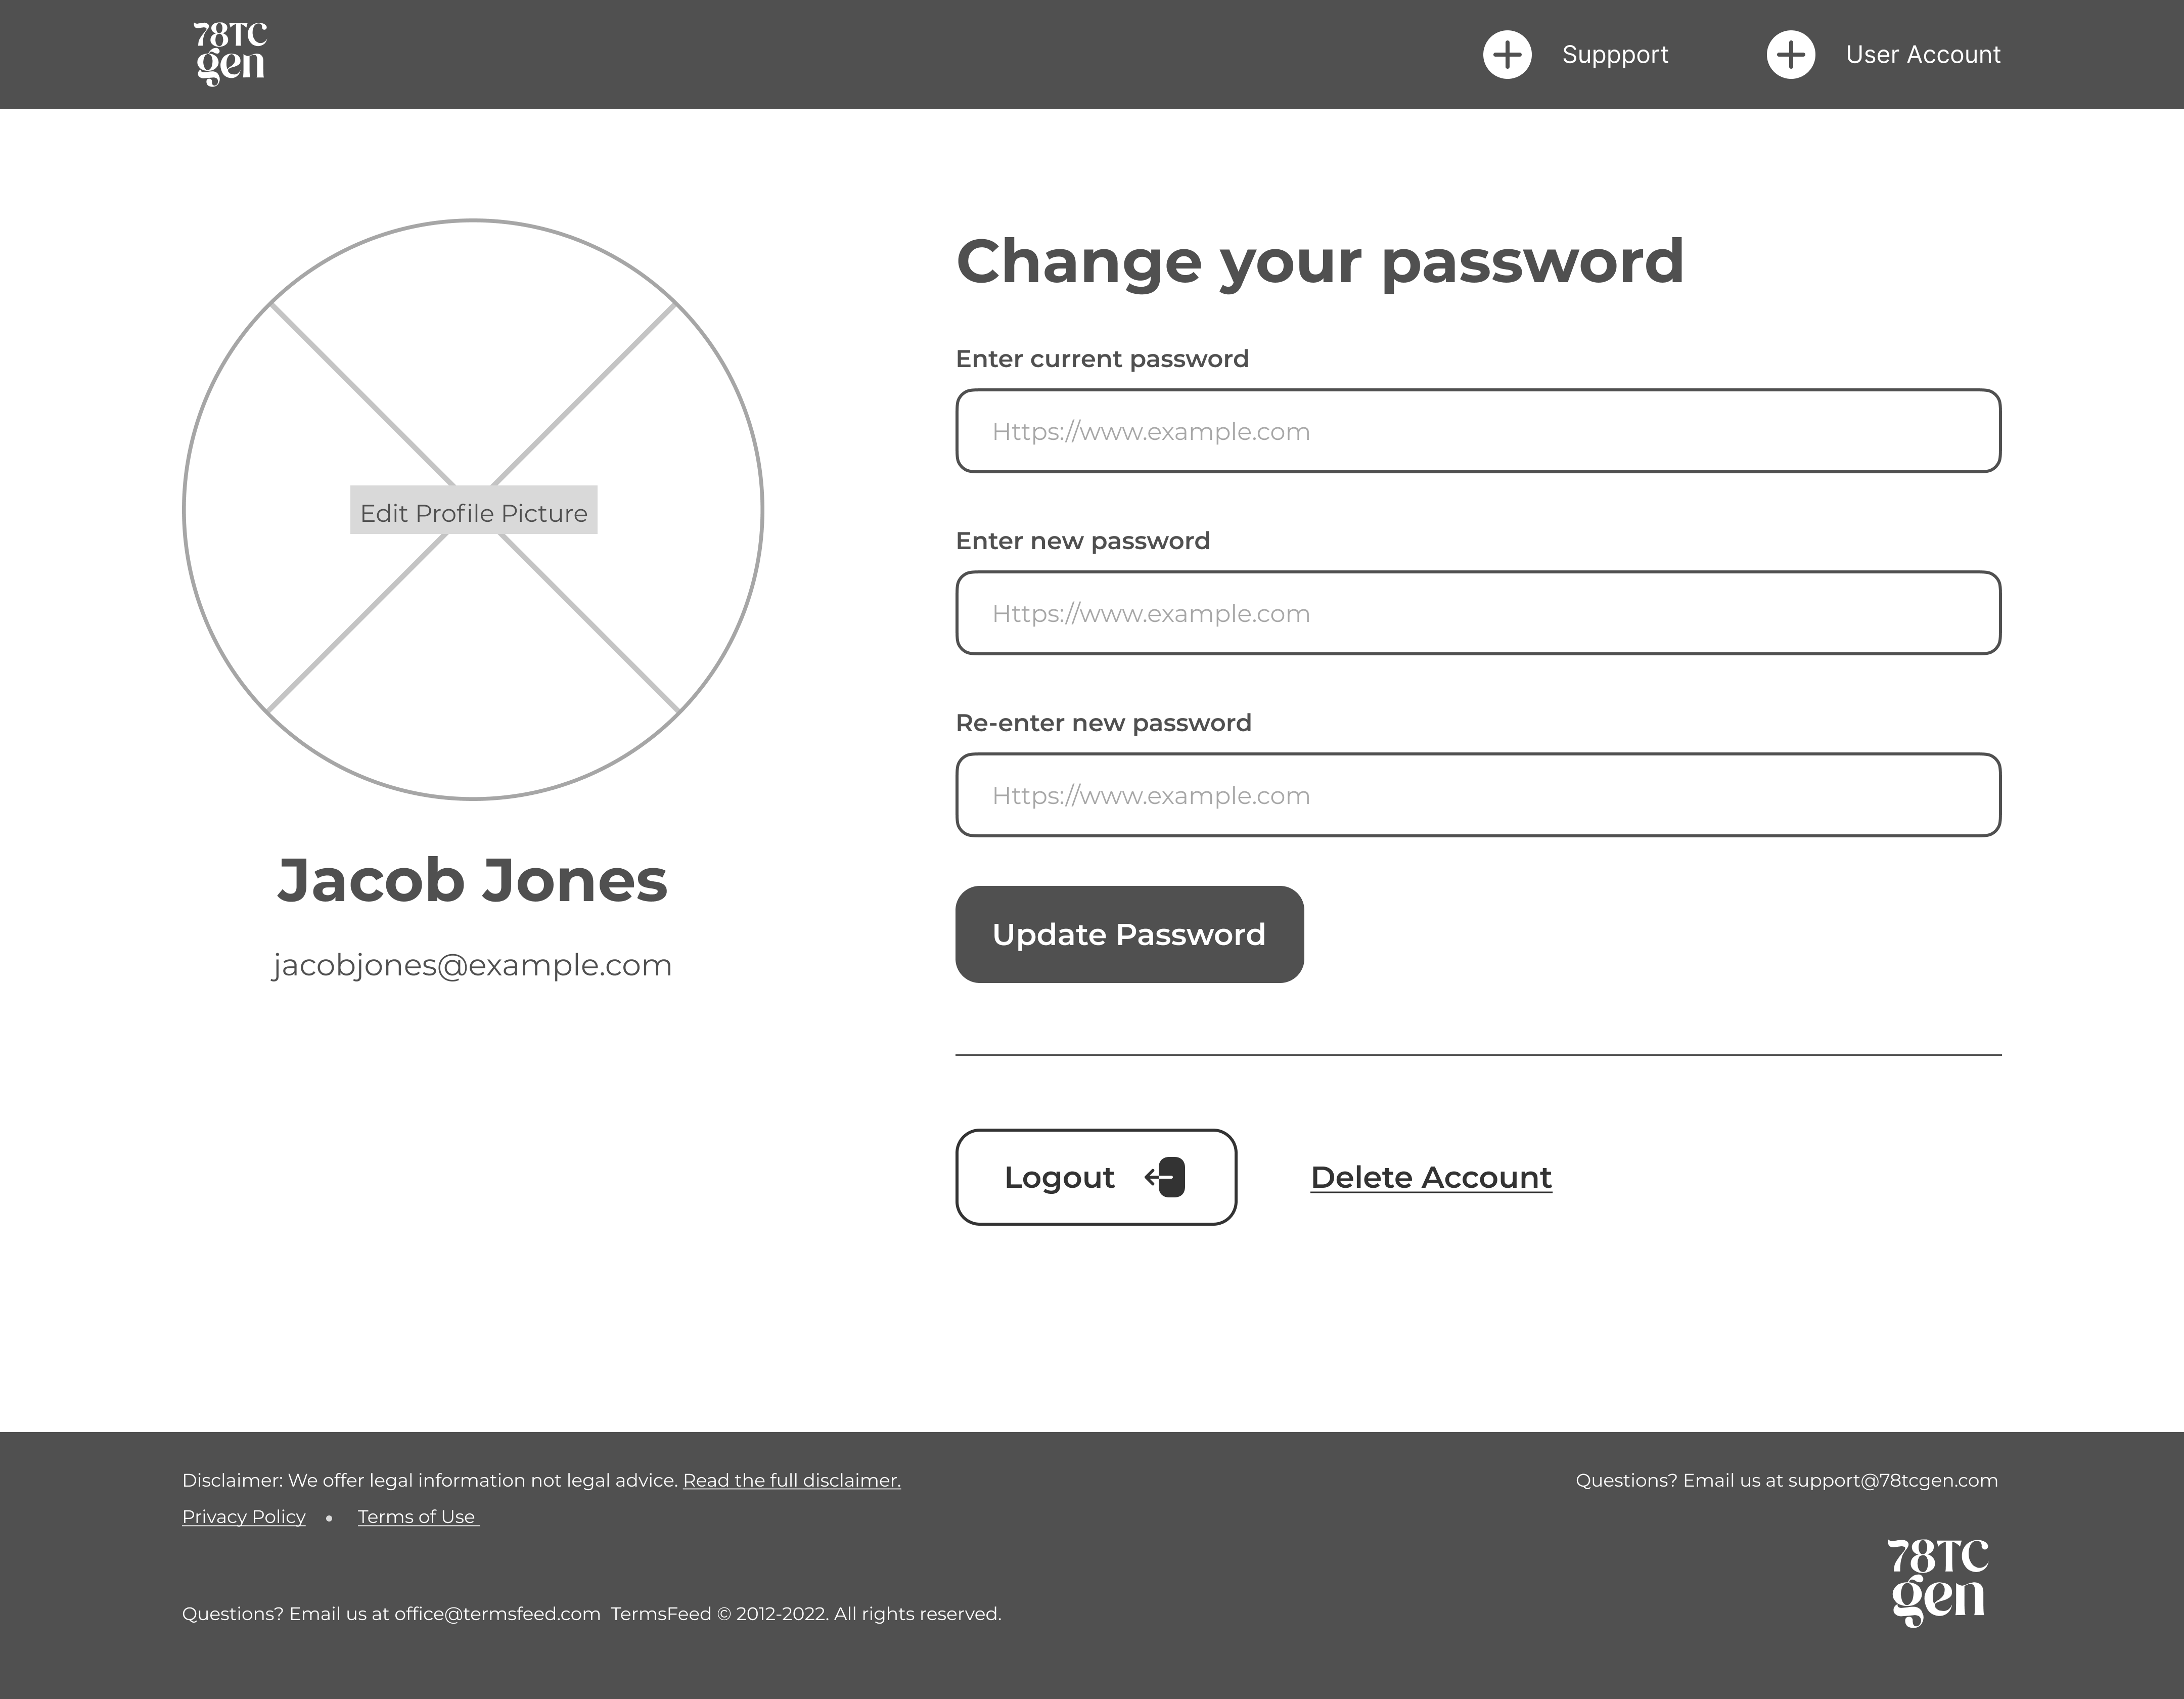 78TC
gen
Suppport
User Account
Edit Profile Picture
Jacob Jones
jacobjones@example.com
Change your password
Enter current password
Https://www.example.com
Enter new password
Https://www.example.com
Re-enter new password
Https://www.example.com
Update Password
Logout
Delete Account
Disclaimer: We offer legal information not legal advice. Read the full disclaimer.
Privacy Policy • Terms of Use
Questions? Email us at office@termsfeed.com TermsFeed © 2012-2022. All rights reserved.
Questions? Email us at support@78tcgen.com
78TC
gen